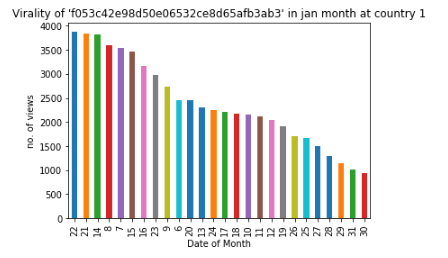 Virality of 'f053c42e98d50e06532ce8d65afb3ab3' in jan month at country 1
4000
3500
3000
2500
2000
1500
1000
500
0
no. of views
22 21 14 8 7 15 16 23 9 6 20 13 24 17 18 10 11 12 19 26 25 27 28 29 31 30
Date of Month